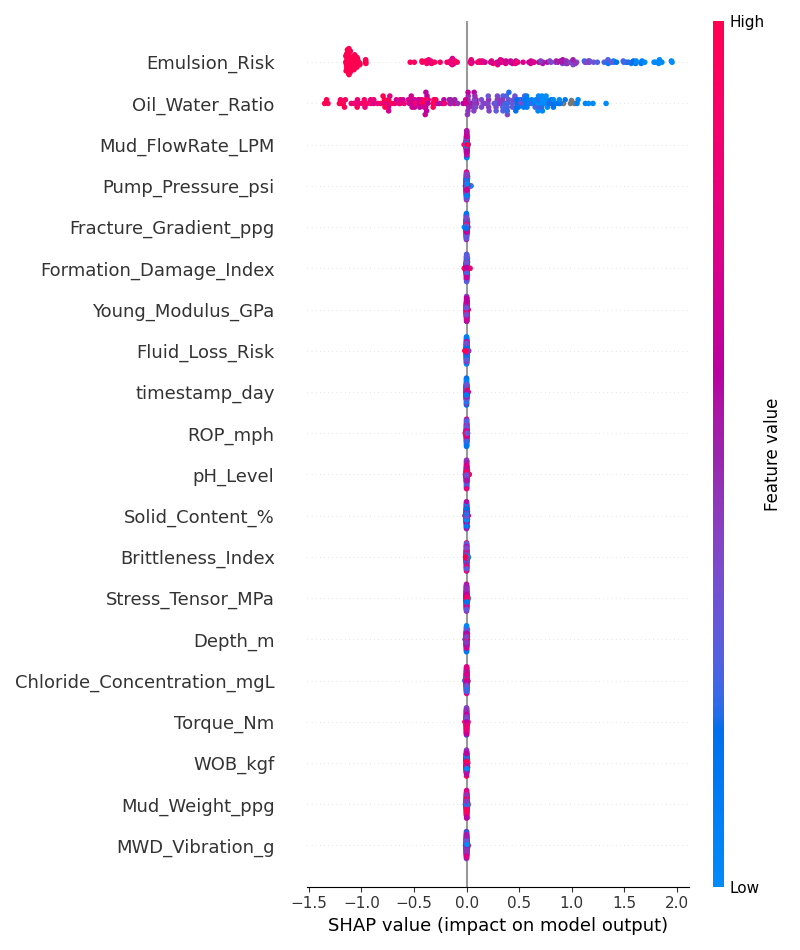 High
Emulsion_Risk
Oil_Water_Ratio
Mud_FlowRate_LPM
Pump_Pressure_psi
Fracture_Gradient_ppg
Formation_Damage_Index
Young_Modulus_GPa
Fluid_Loss_Risk
timestamp_day
ROP_mph
pH_Level
Solid_Content_%
Brittleness_Index
Stress_Tensor_MPa
Depth_m
Chloride_Concentration_mgL
Torque_Nm
WOB_kgf
Mud_Weight_ppg
MWD_Vibration_g
Feature value
Low
−1.5 −1.0 −0.5 0.0 0.5 1.0 1.5 2.0
SHAP value (impact on model output)